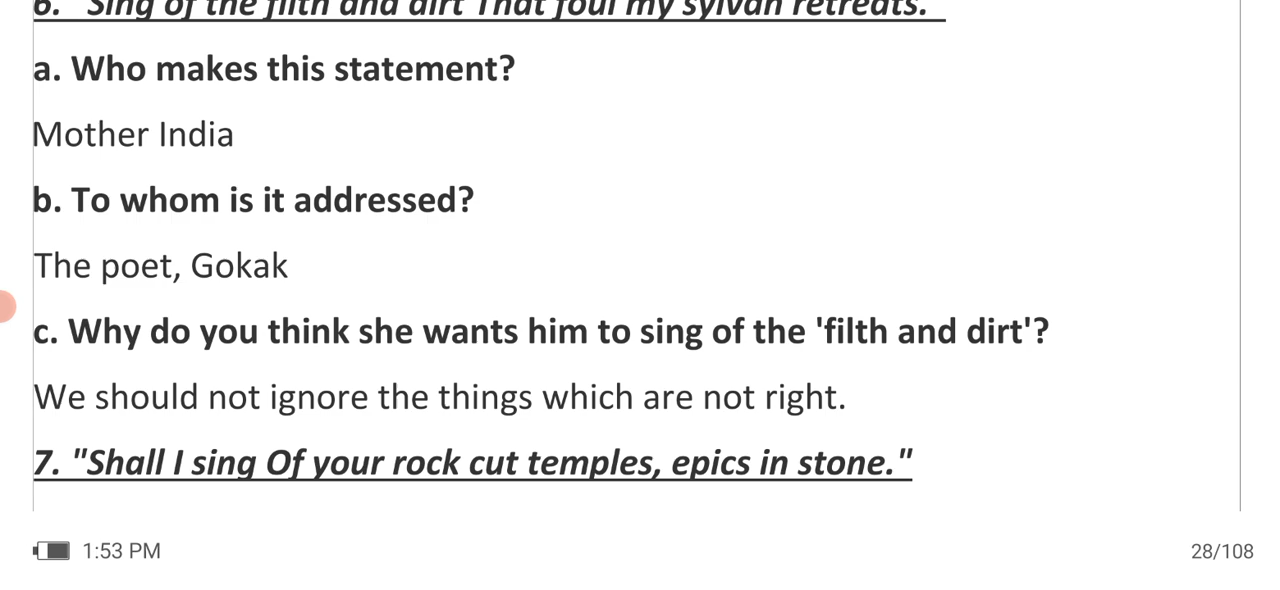 6. "Sing of the filth and dirt That foul my sylvan retreats."
a. Who makes this statement?
Mother India
b. To whom is it addressed?
The poet, Gokak
c. Why do you think she wants him to sing of the 'filth and dirt'?
We should not ignore the things which are not right.
7. "Shall I sing Of your rock cut temples, epics in stone."
1:53 PM
28/108